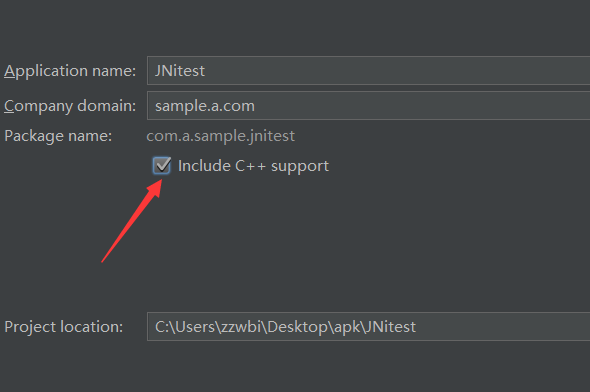 Application name: JNitest
Company domain: sample.a.com
Package name: com.a.sample.jnitest
Include C++ support
Project location: C:\Users\zzwbi\Desktop\apk\JNitest